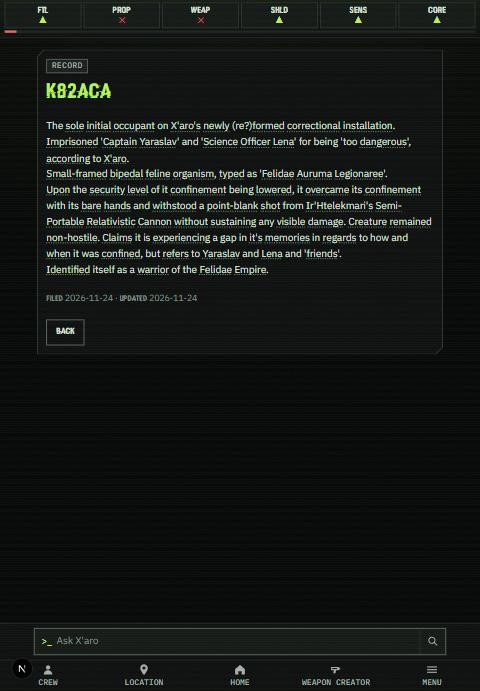 FTL PROP WEAP SHLD SENS CORE
RECORD
K82ACA
The sole initial occupant on X'aro's newly (re?)formed correctional installation.
Imprisoned 'Captain Yaraslav' and 'Science Officer Lena' for being 'too dangerous',
according to X'aro.
Small-framed bipedal feline organism, typed as 'Felidae Auruma Legionaree'.
Upon the security level of it confinement being lowered, it overcame its confinement
with its bare hands and withstood a point-blank shot from Ir'Htelekmari's Semi-
Portable Relativistic Cannon without sustaining any visible damage. Creature remained
non-hostile. Claims it is experiencing a gap in it's memories in regards to how and
when it was confined, but refers to Yaraslav and Lena and 'friends'.
Identified itself as a warrior of the Felidae Empire.
FILED 2026-11-24 · UPDATED 2026-11-24
BACK
>_ Ask X'aro
N
CREW LOCATION HOME WEAPON CREATOR MENU